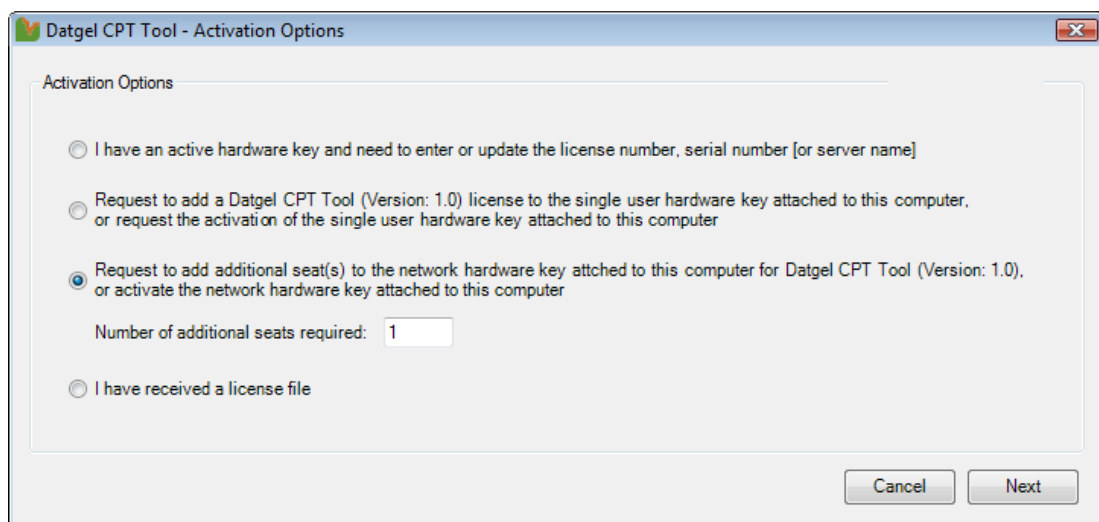 Datgel CPT Tool - Activation Options
Activation Options
I have an active hardware key and need to enter or update the license number, serial number [or server name]
Request to add a Datgel CPT Tool (Version: 1.0) license to the single user hardware key attached to this computer,
or request the activation of the single user hardware key attached to this computer
Request to add additional seat(s) to the network hardware key attched to this computer for Datgel CPT Tool (Version: 1.0),
or activate the network hardware key attached to this computer
Number of additional seats required: 1
I have received a license file
Cancel Next